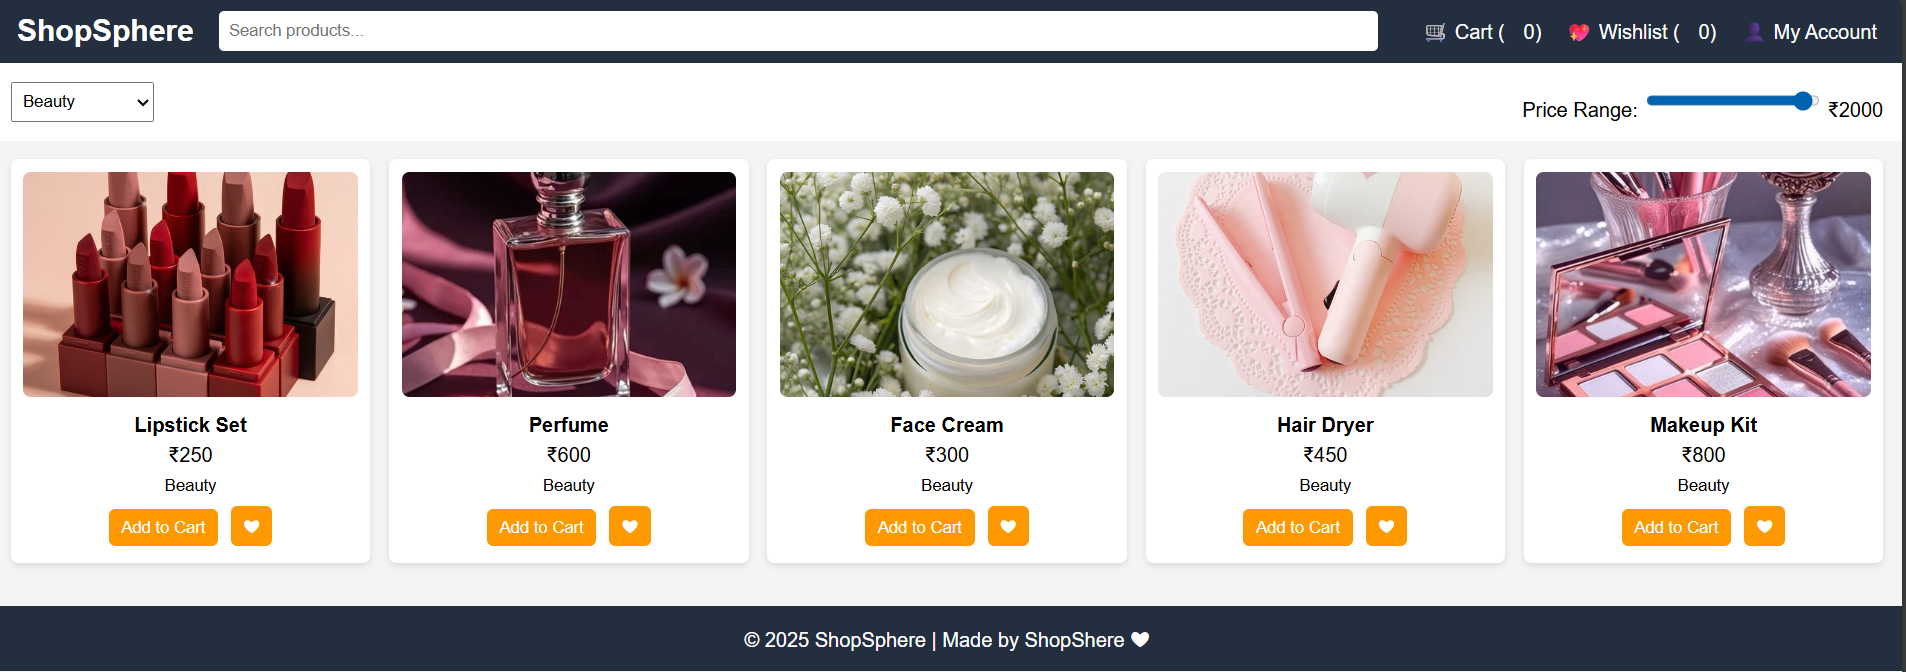 ShopSphere
Search products...
🛒 Cart ( 0)
💖 Wishlist ( 0)
👤 My Account
Beauty
Price Range:
₹2000
Lipstick Set
₹250
Beauty
Add to Cart
Perfume
₹600
Beauty
Add to Cart
Face Cream
₹300
Beauty
Add to Cart
Hair Dryer
₹450
Beauty
Add to Cart
Makeup Kit
₹800
Beauty
Add to Cart
© 2025 ShopSphere | Made by ShopShere 🤍